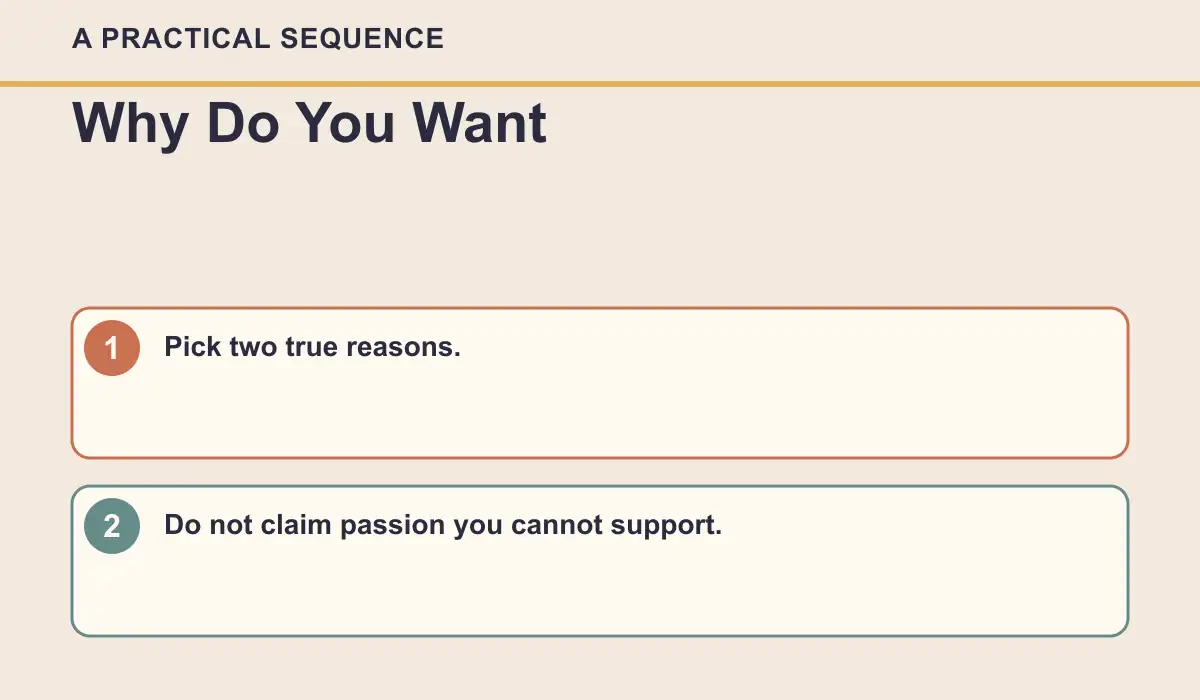 A PRACTICAL SEQUENCE
Why Do You Want
1 Pick two true reasons.
2 Do not claim passion you cannot support.